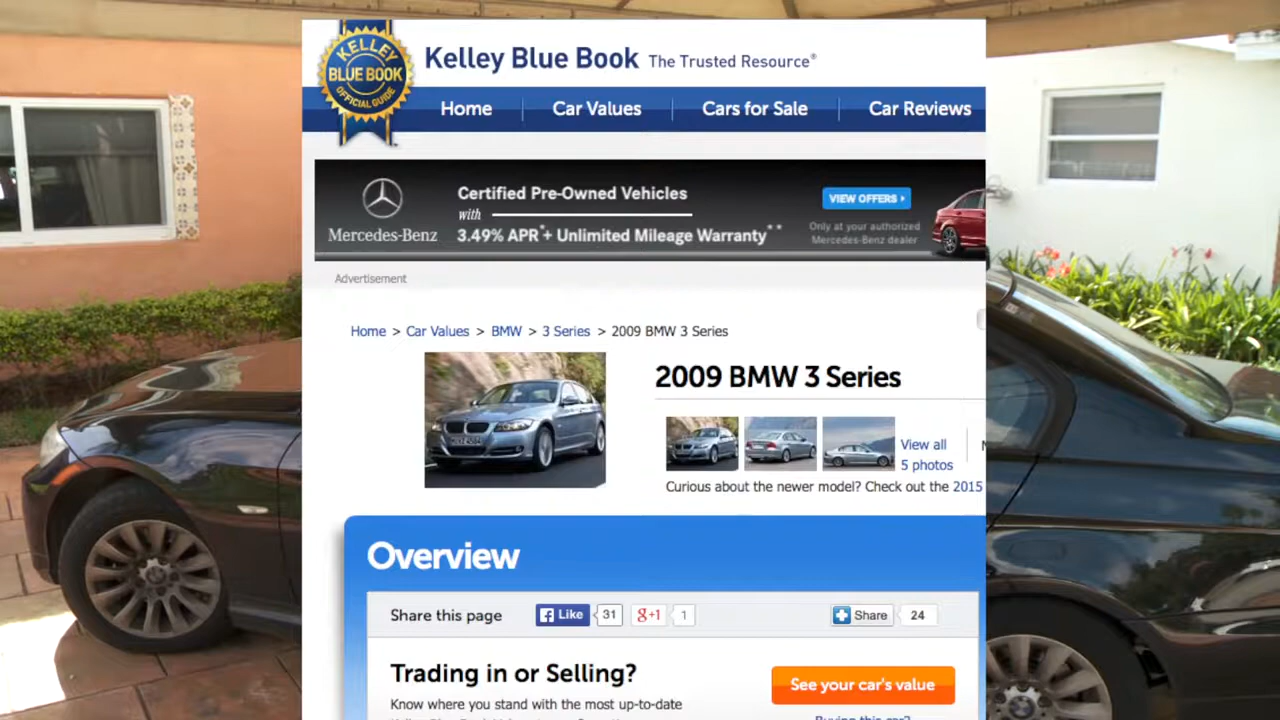 KELLEY
BLUE BOOK
OFFICIAL GUIDE
Kelley Blue Book The Trusted Resource®
Home Car Values Cars for Sale Car Reviews
Certified Pre-Owned Vehicles
with
3.49% APR*+ Unlimited Mileage Warranty**
Mercedes-Benz
VIEW OFFERS
Only at your authorized
Mercedes-Benz dealer
Advertisement
Home > Car Values > BMW > 3 Series > 2009 BMW 3 Series
2009 BMW 3 Series
View all
5 photos
Curious about the newer model? Check out the 2015
Overview
Share this page Like 31 g+1 1 Share 24
Trading in or Selling?
Know where you stand with the most up-to-date
See your car's value
Buying this car?